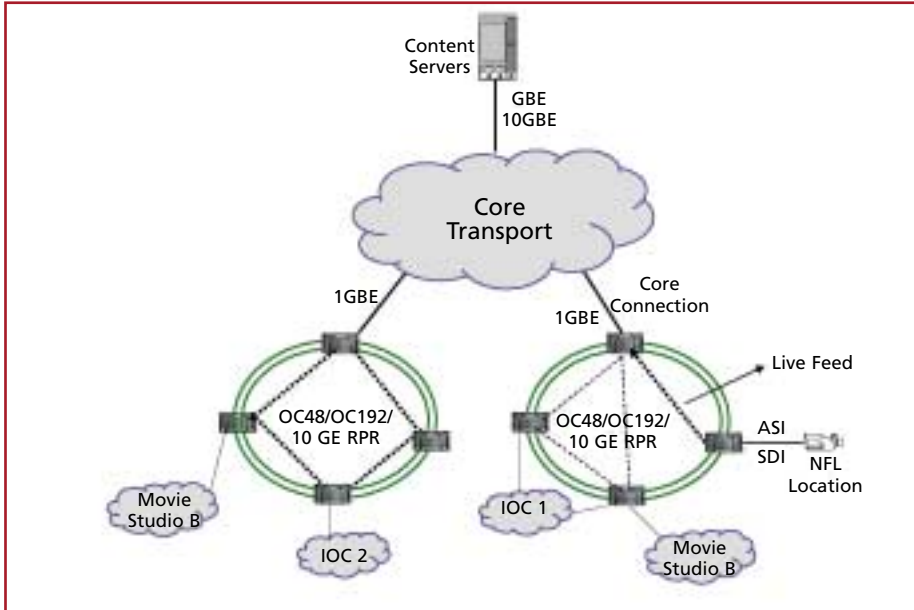 Content
Servers
GBE
10GBE
Core
Transport
1GBE
Core
Connection
1GBE
Live Feed
OC48/OC192/
10 GE RPR
OC48/OC192/
10 GE RPR
ASI
SDI
NFL
Location
Movie
Studio B
IOC 2
IOC 1
Movie
Studio B